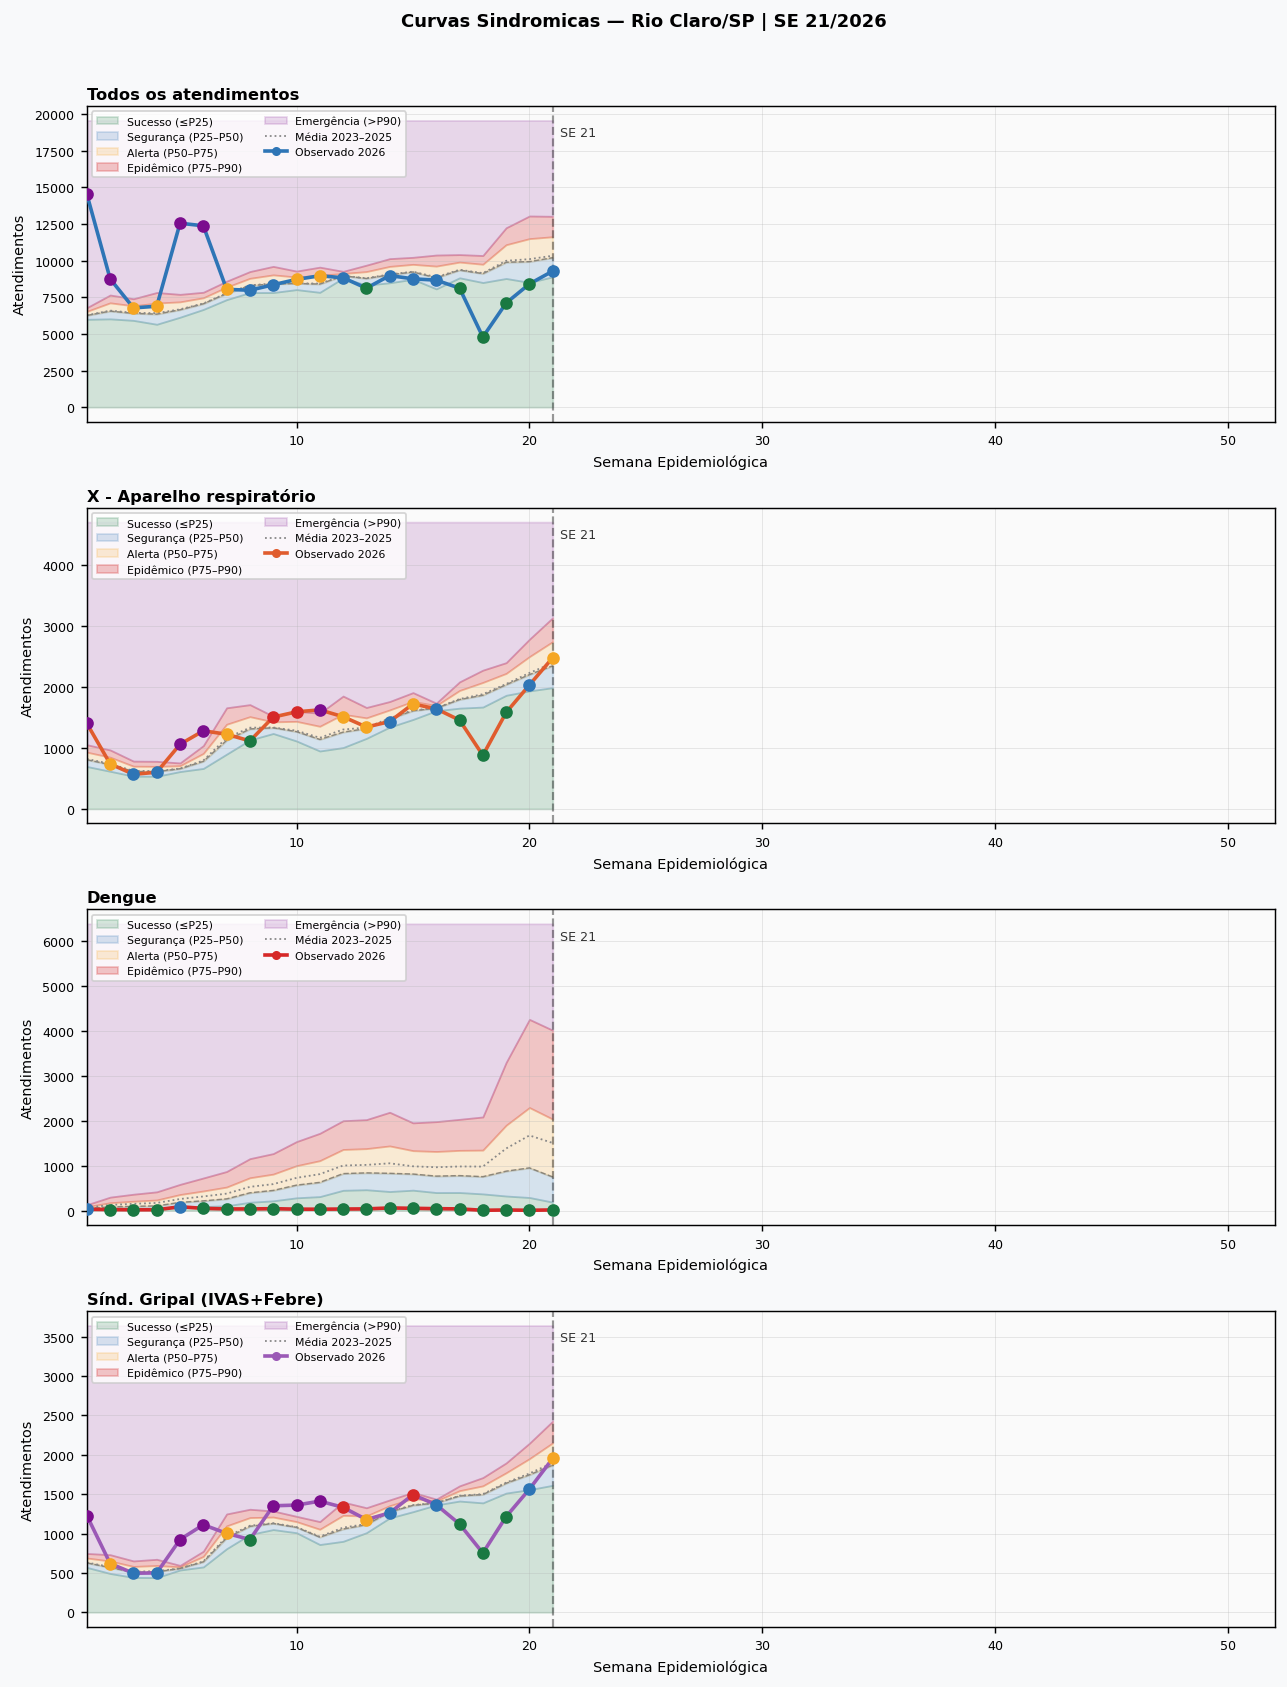 Curvas Sindromicas — Rio Claro/SP | SE 21/2026
Todos os atendimentos
Sucesso (≤P25)
Segurança (P25–P50)
Alerta (P50–P75)
Epidêmico (P75–P90)
Emergência (>P90)
Média 2023–2025
Observado 2026
SE 21
20000
17500
15000
12500
10000
7500
5000
2500
0
Atendimentos
10 20 30 40 50
Semana Epidemiológica
X - Aparelho respiratório
Sucesso (≤P25)
Segurança (P25–P50)
Alerta (P50–P75)
Epidêmico (P75–P90)
Emergência (>P90)
Média 2023–2025
Observado 2026
SE 21
4000
3000
2000
1000
0
Atendimentos
10 20 30 40 50
Semana Epidemiológica
Dengue
Sucesso (≤P25)
Segurança (P25–P50)
Alerta (P50–P75)
Epidêmico (P75–P90)
Emergência (>P90)
Média 2023–2025
Observado 2026
SE 21
6000
5000
4000
3000
2000
1000
0
Atendimentos
10 20 30 40 50
Semana Epidemiológica
Sínd. Gripal (IVAS+Febre)
Sucesso (≤P25)
Segurança (P25–P50)
Alerta (P50–P75)
Epidêmico (P75–P90)
Emergência (>P90)
Média 2023–2025
Observado 2026
SE 21
3500
3000
2500
2000
1500
1000
500
0
Atendimentos
10 20 30 40 50
Semana Epidemiológica